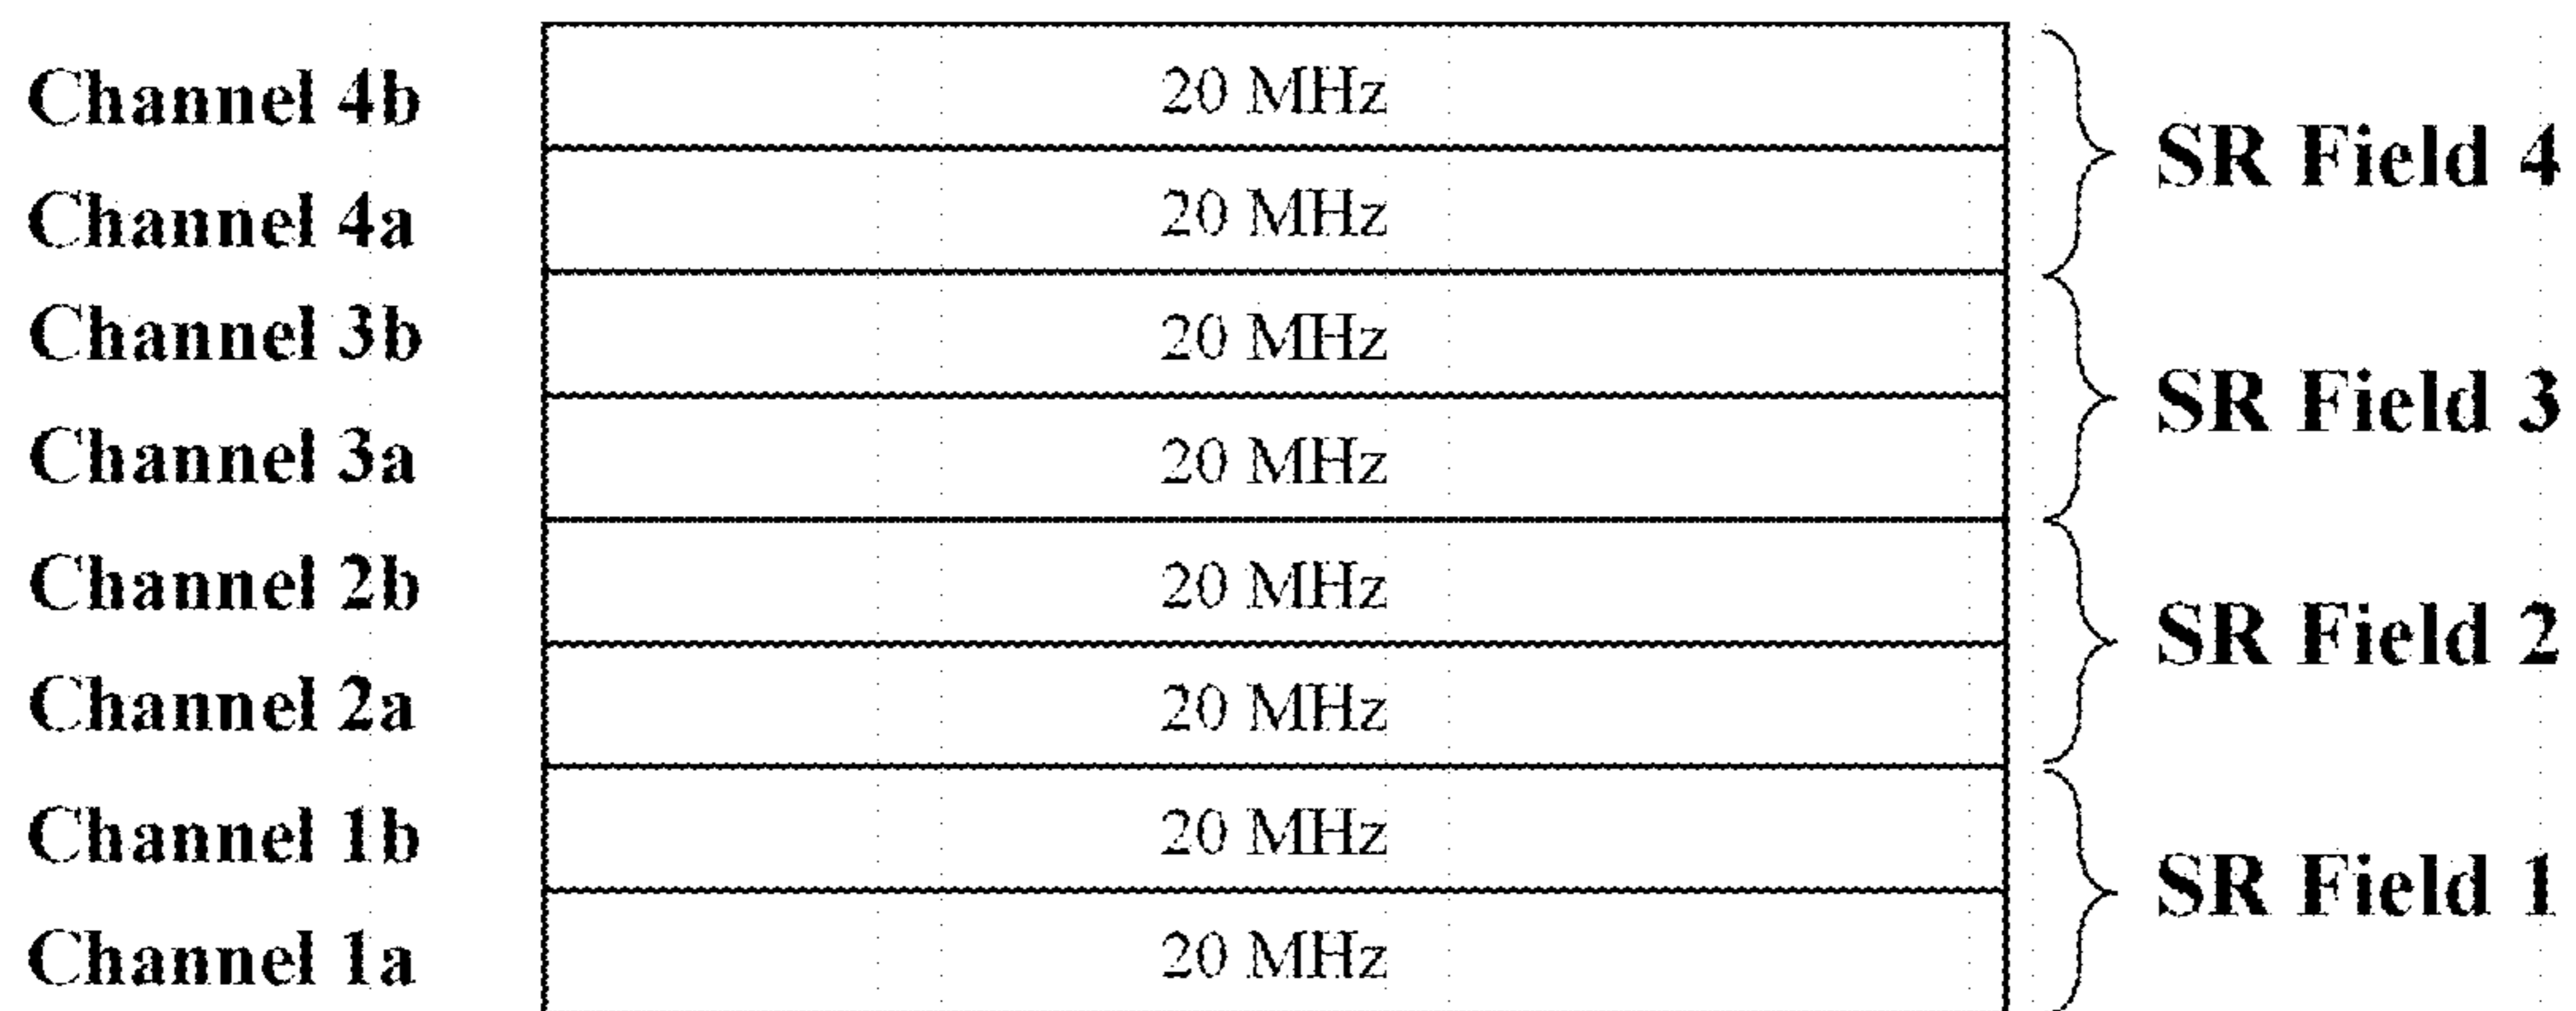 Channel 4b 20 MHz
SR Field 4
Channel 4a 20 MHz
Channel 3b 20 MHz
SR Field 3
Channel 3a 20 MHz
Channel 2b 20 MHz
SR Field 2
Channel 2a 20 MHz
Channel 1b 20 MHz
SR Field 1
Channel 1a 20 MHz